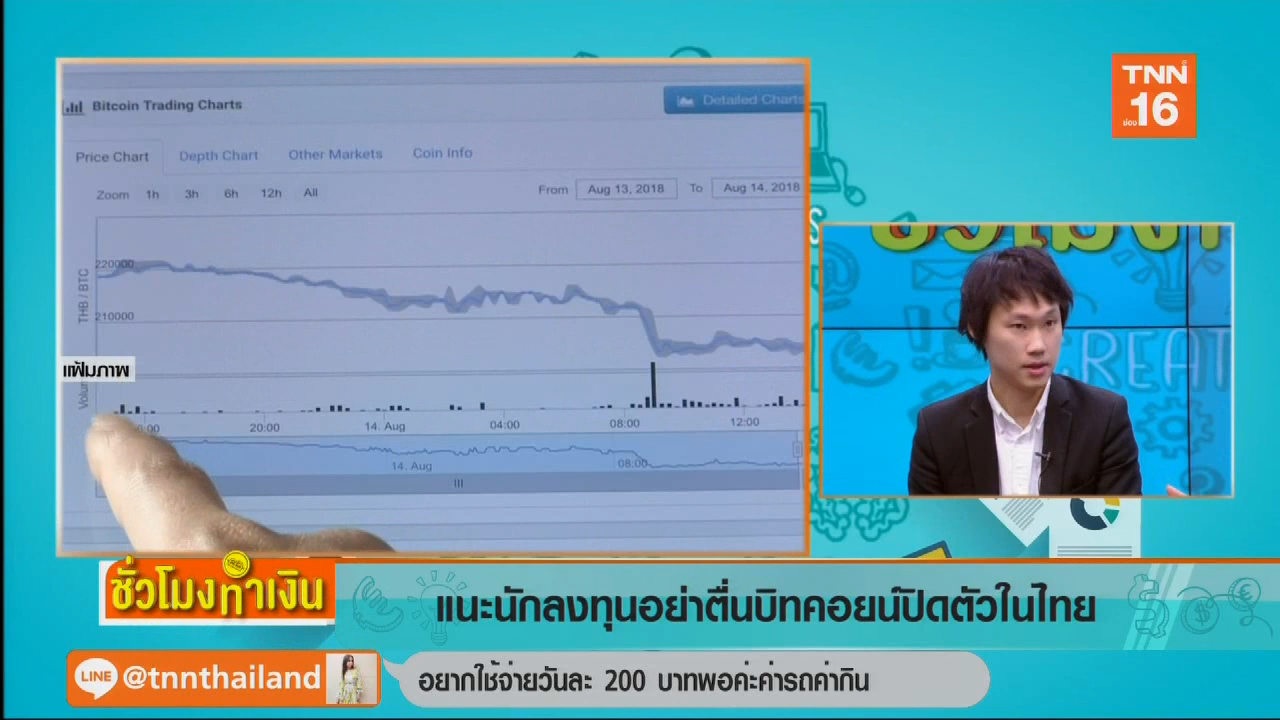 TNN
ช่อง 16
Bitcoin Trading Charts
Detailed Charts
Price Chart Depth Chart Other Markets Coin Info
Zoom 1h 3h 6h 12h All
From Aug 13, 2018 To Aug 14, 2018
220000
THB / BTC
210000
แฟ้มภาพ
20:00 14. Aug 04:00 08:00 12:00
14. Aug 08:00
GREAT
ชั่วโมงทำเงิน
แนะนักลงทุนอย่าตื่นบิทคอยน์ปิดตัวในไทย
LINE @tnnthailand
อยากใช้จ่ายวันละ 200 บาทพอค่ะค่ารถค่ากิน